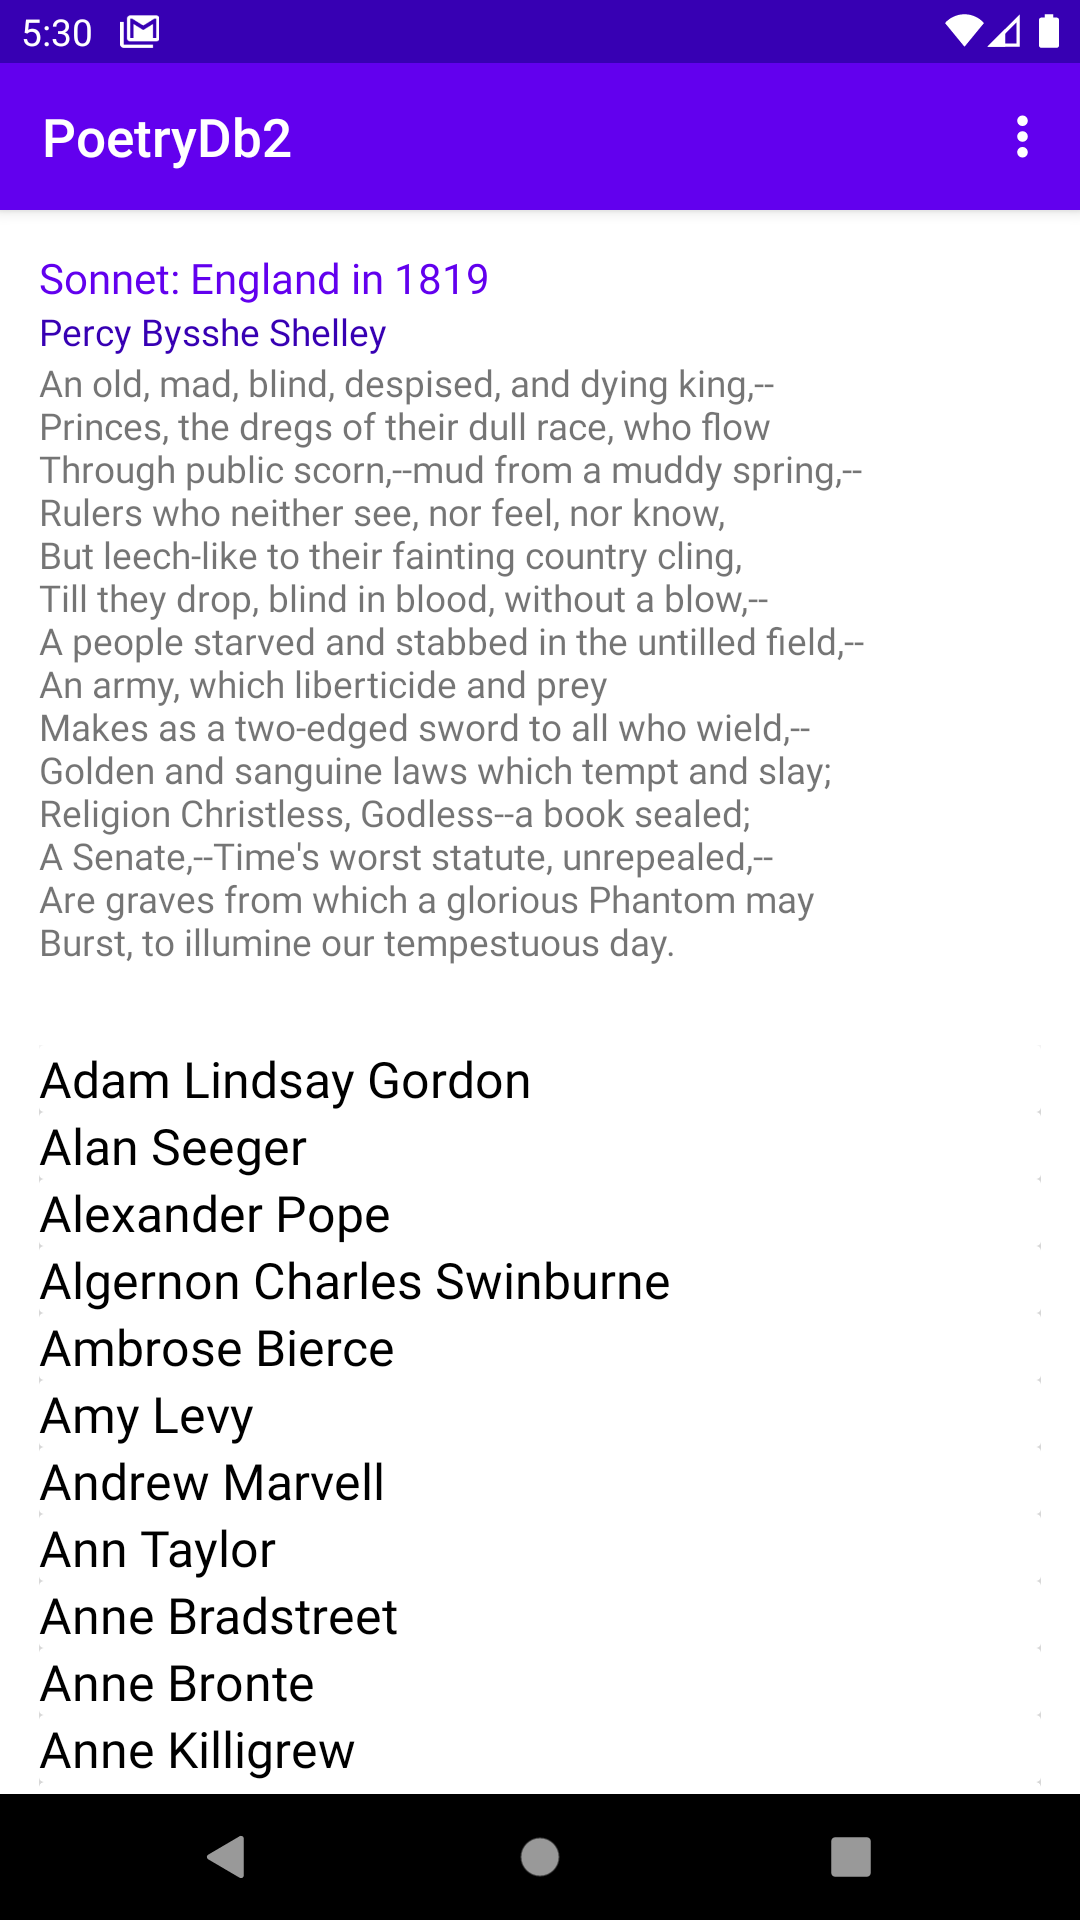 5:30
PoetryDb2
Sonnet: England in 1819
Percy Bysshe Shelley
An old, mad, blind, despised, and dying king,--
Princes, the dregs of their dull race, who flow
Through public scorn,--mud from a muddy spring,--
Rulers who neither see, nor feel, nor know,
But leech-like to their fainting country cling,
Till they drop, blind in blood, without a blow,--
A people starved and stabbed in the untilled field,--
An army, which liberticide and prey
Makes as a two-edged sword to all who wield,--
Golden and sanguine laws which tempt and slay;
Religion Christless, Godless--a book sealed;
A Senate,--Time's worst statute, unrepealed,--
Are graves from which a glorious Phantom may
Burst, to illumine our tempestuous day.
Adam Lindsay Gordon
Alan Seeger
Alexander Pope
Algernon Charles Swinburne
Ambrose Bierce
Amy Levy
Andrew Marvell
Ann Taylor
Anne Bradstreet
Anne Bronte
Anne Killigrew